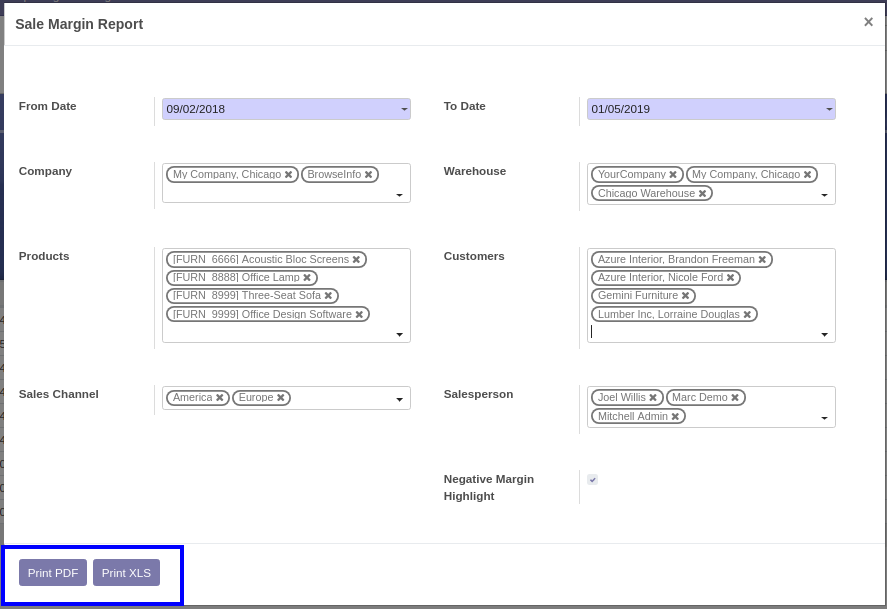 Sale Margin Report ×
From Date 09/02/2018 To Date 01/05/2019
Company My Company, Chicago ✖ BrowseInfo ✖ Warehouse YourCompany ✖ My Company, Chicago ✖
Chicago Warehouse ✖
Products [FURN_6666] Acoustic Bloc Screens ✖ Customers Azure Interior, Brandon Freeman ✖
[FURN_8888] Office Lamp ✖ Azure Interior, Nicole Ford ✖
[FURN_8999] Three-Seat Sofa ✖ Gemini Furniture ✖
[FURN_9999] Office Design Software ✖ Lumber Inc, Lorraine Douglas ✖
Sales Channel America ✖ Europe ✖ Salesperson Joel Willis ✖ Marc Demo ✖
Mitchell Admin ✖
Negative Margin
Highlight
Print PDF Print XLS